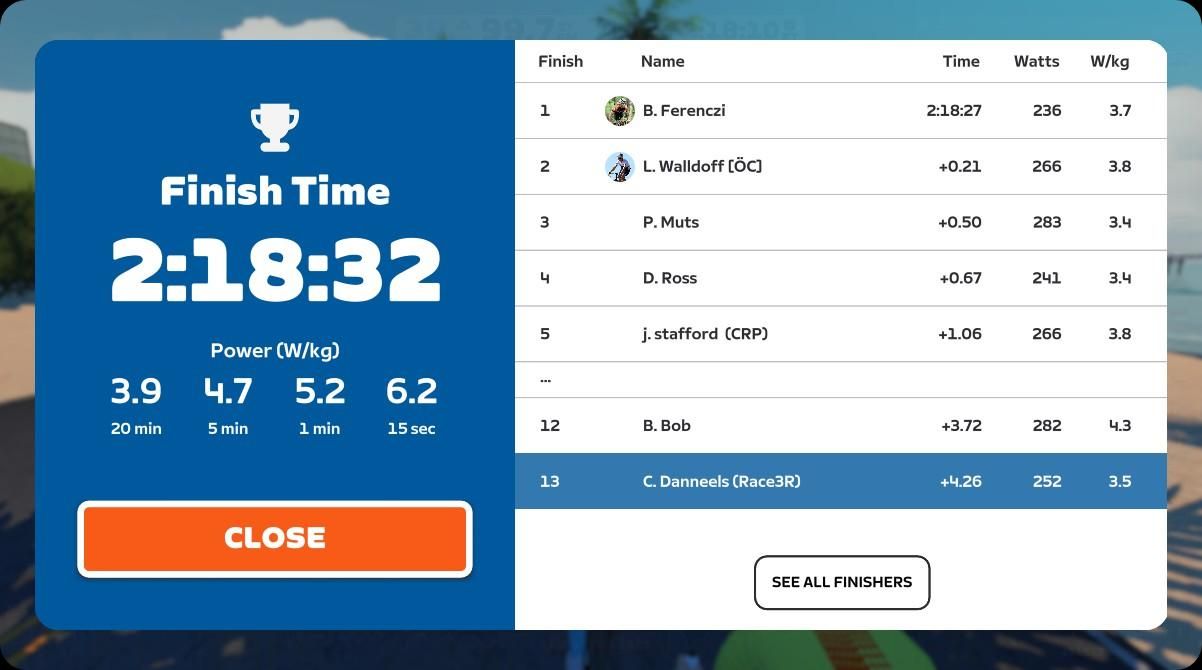 Finish Time
2:18:32
Power (W/kg)
3.9 4.7 5.2 6.2
20 min 5 min 1 min 15 sec
CLOSE
Finish Name Time Watts W/kg
1 B. Ferenczi 2:18:27 236 3.7
2 L. Walldoff [ÖC] +0.21 266 3.8
3 P. Muts +0.50 283 3.4
4 D. Ross +0.67 241 3.4
5 j. stafford (CRP) +1.06 266 3.8
...
12 B. Bob +3.72 282 4.3
13 C. Danneels (Race3R) +4.26 252 3.5
SEE ALL FINISHERS